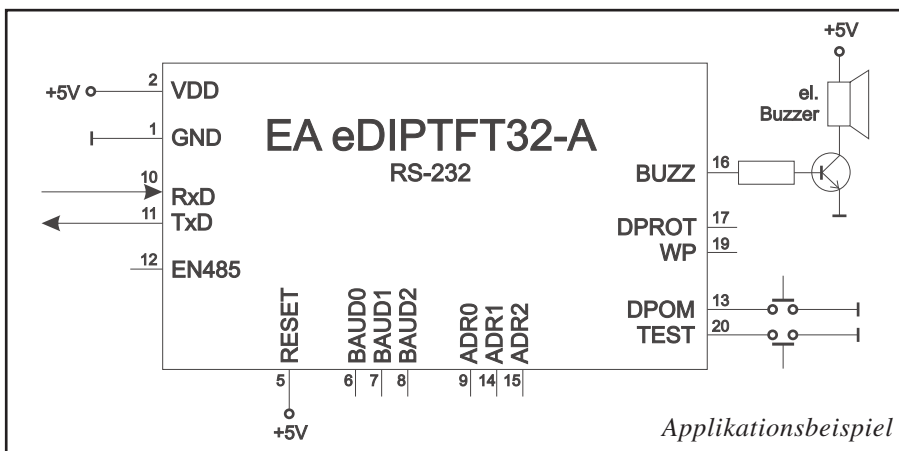 +5V
el.
Buzzer
+5V
2
VDD
1
GND
EA eDIPTFT32-A
RS-232
10
RxD
11
TxD
12
EN485
16
BUZZ
17
DPROT
19
WP
13
DPOM
20
TEST
RESET
BAUD0
BAUD1
BAUD2
ADR0
ADR1
ADR2
5
6
7
8
9
14
15
+5V
Applikationsbeispiel